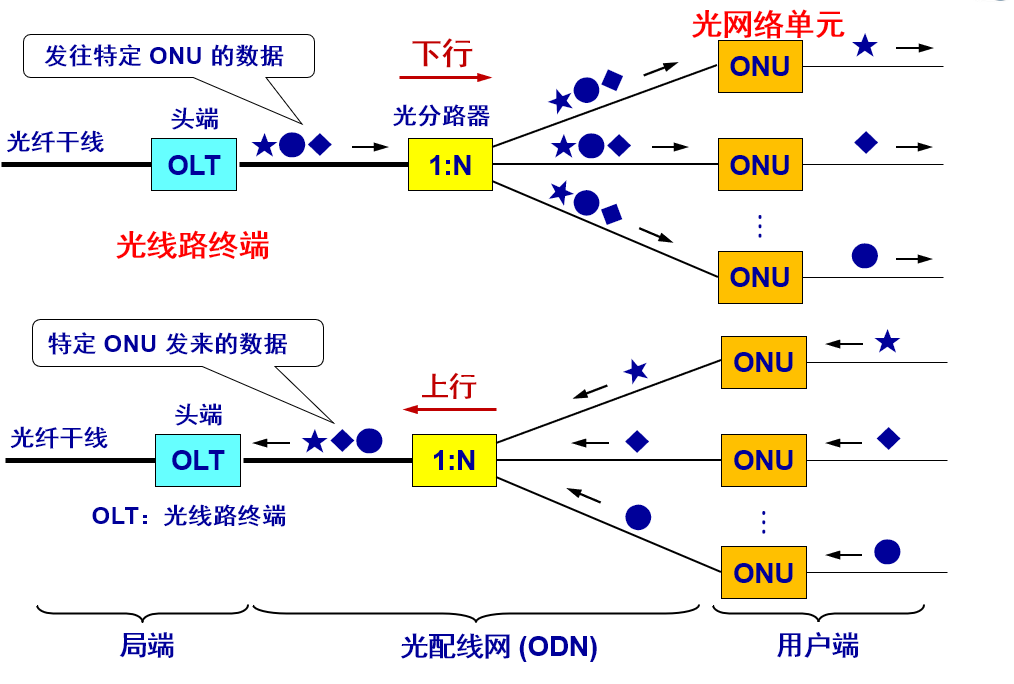 光网络单元
发往特定 ONU 的数据
下行
ONU
光分路器
头端
光纤干线
OLT
1:N
ONU
⋮
光线路终端
ONU
特定 ONU 发来的数据
上行
ONU
头端
光纤干线
OLT
1:N
ONU
⋮
OLT：光线路终端
ONU
局端
光配线网 (ODN)
用户端